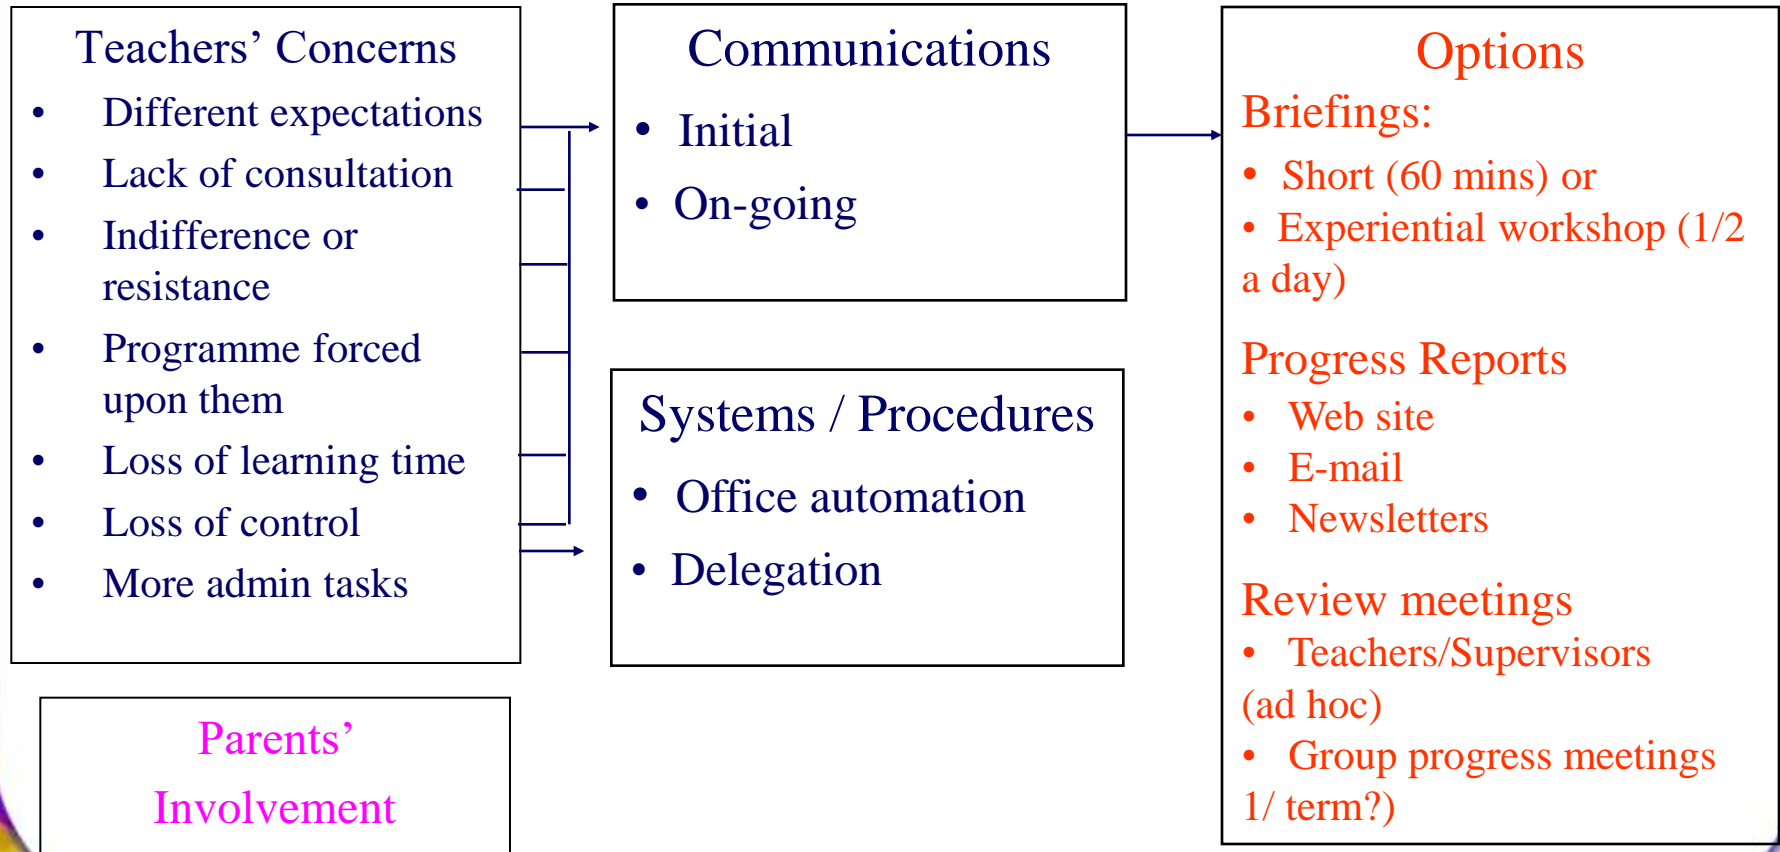 Teachers’ Concerns
• Different expectations
• Lack of consultation
• Indifference or
resistance
• Programme forced
upon them
• Loss of learning time
• Loss of control
• More admin tasks
Parents’
Involvement
Communications
• Initial
• On-going
Systems / Procedures
• Office automation
• Delegation
Options
Briefings:
• Short (60 mins) or
• Experiential workshop (1/2
a day)
Progress Reports
• Web site
• E-mail
• Newsletters
Review meetings
• Teachers/Supervisors
(ad hoc)
• Group progress meetings
1/ term?)